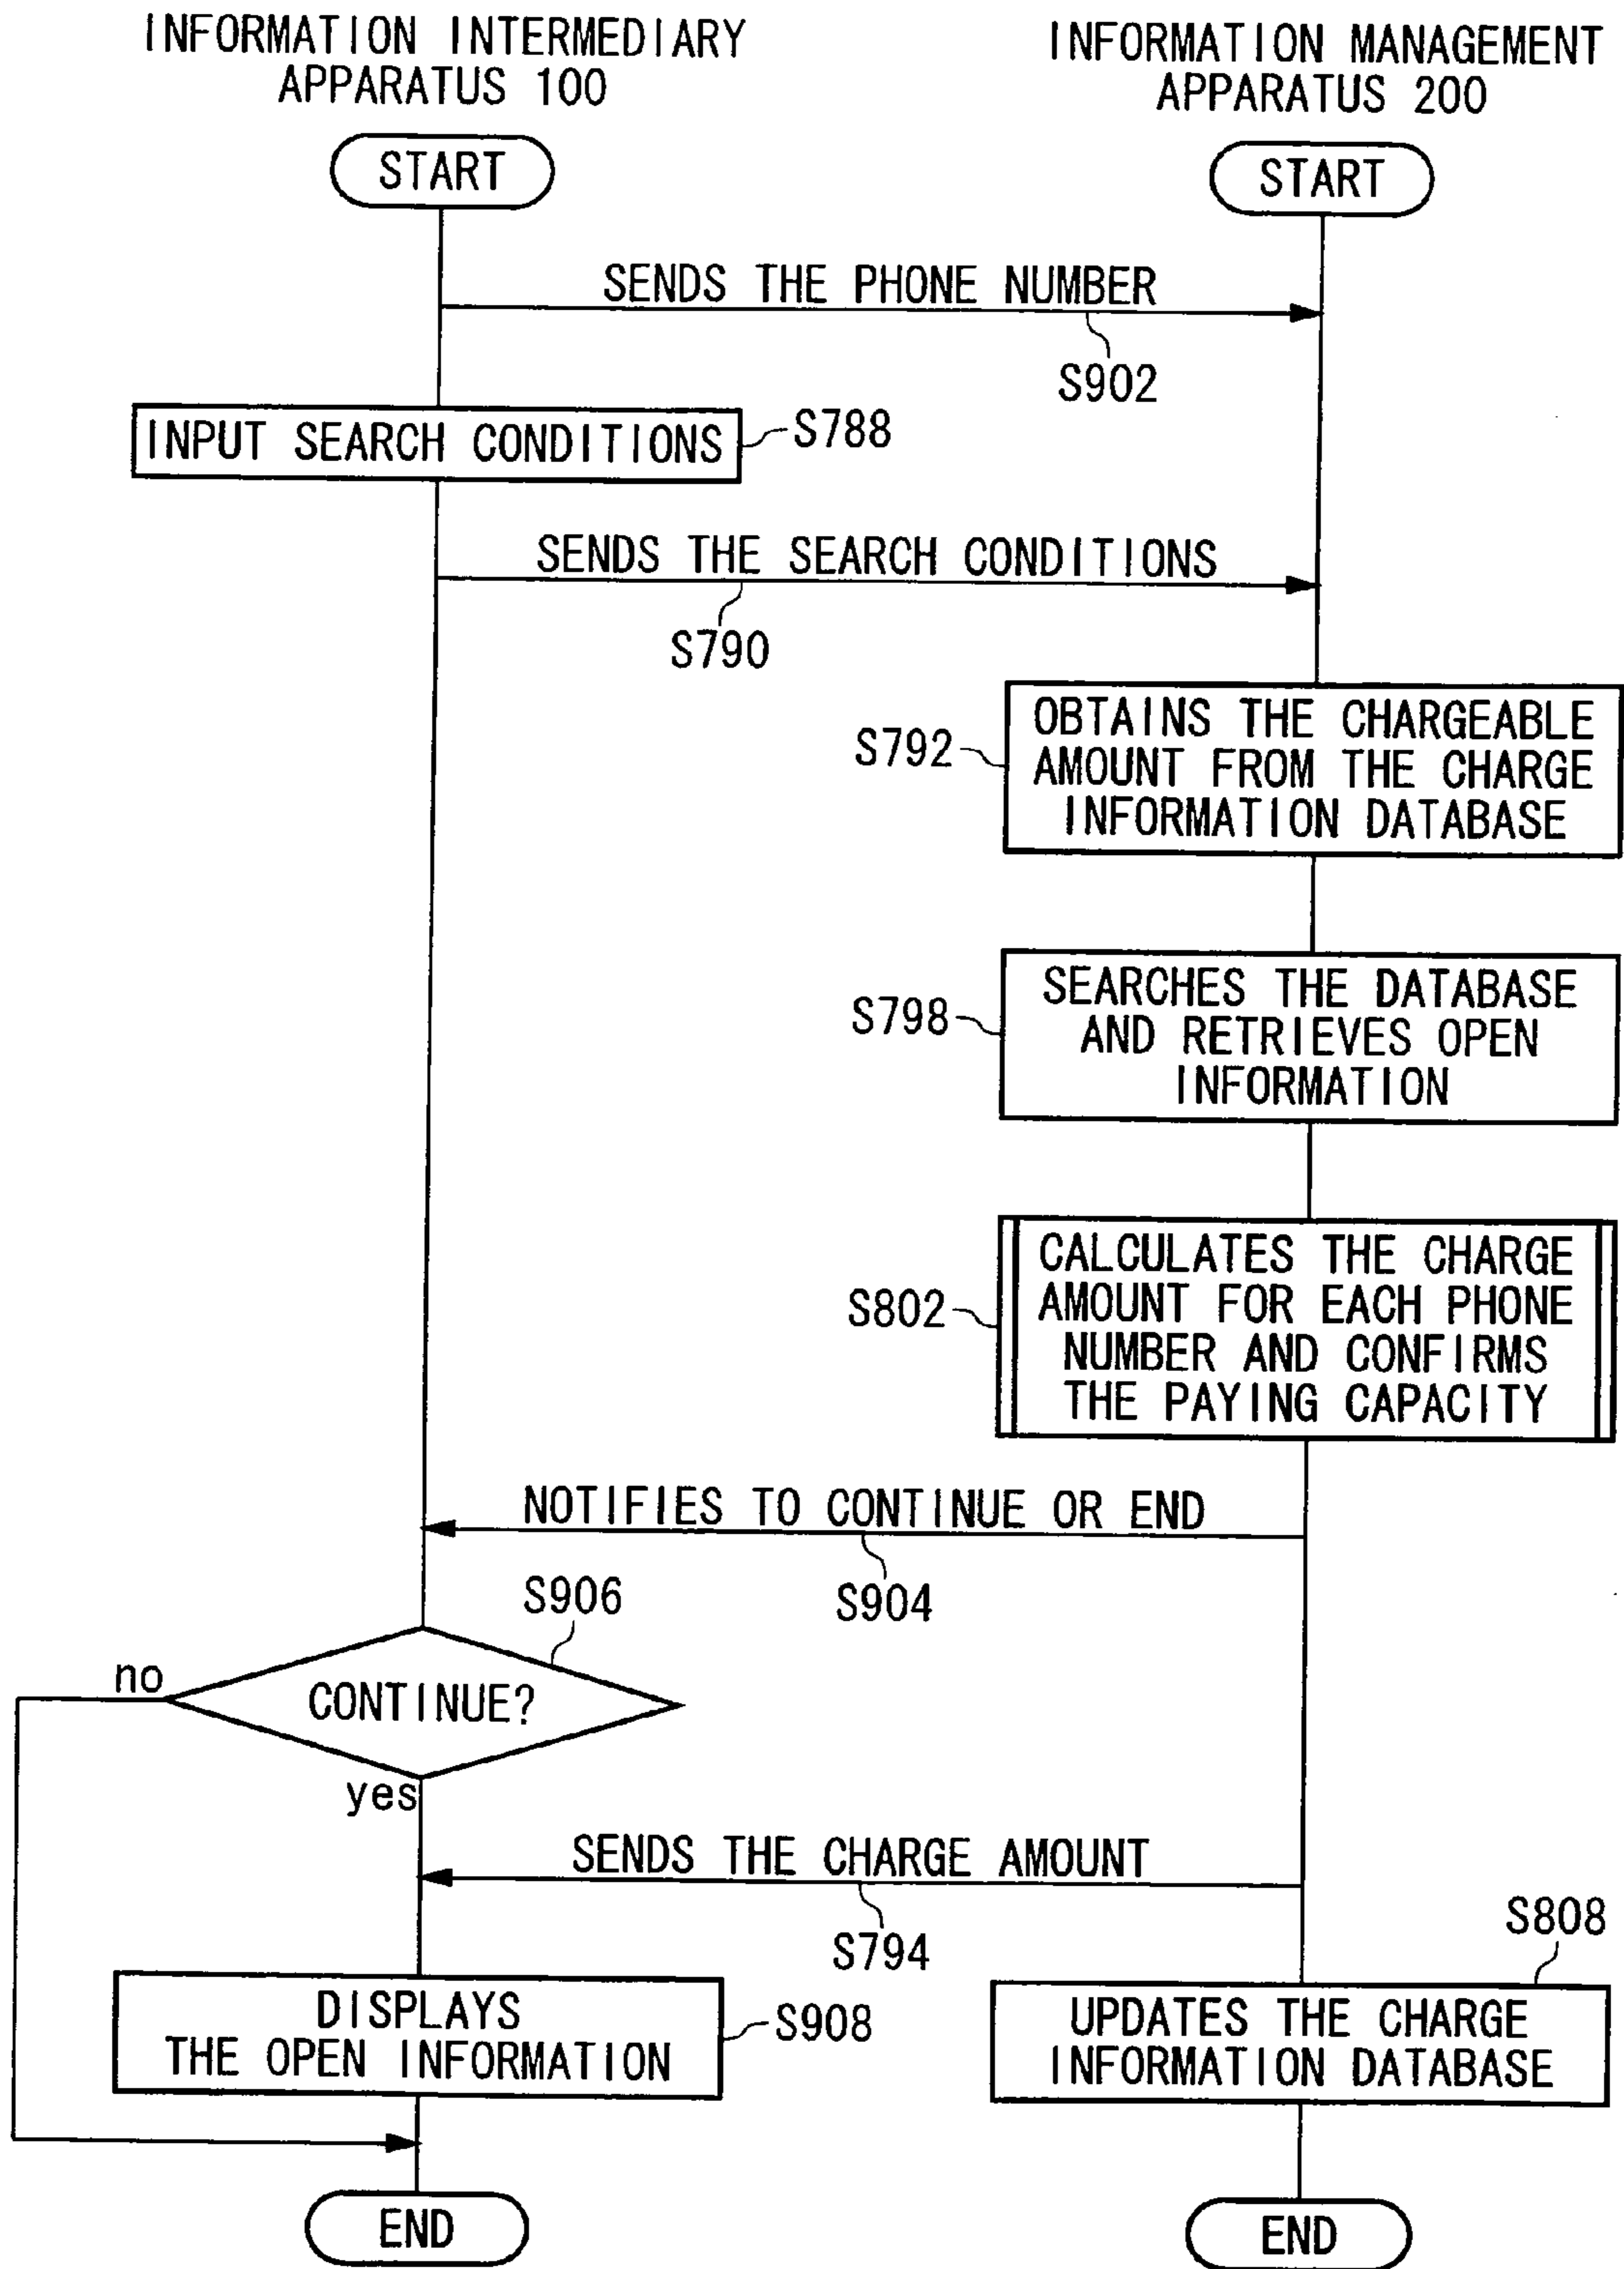 INFORMATION INTERMEDIARY
APPARATUS 100
INFORMATION MANAGEMENT
APPARATUS 200
START
START
SENDS THE PHONE NUMBER
S902
INPUT SEARCH CONDITIONS
S788
SENDS THE SEARCH CONDITIONS
S790
S792
OBTAINS THE CHARGEABLE
AMOUNT FROM THE CHARGE
INFORMATION DATABASE
S798
SEARCHES THE DATABASE
AND RETRIEVES OPEN
INFORMATION
S802
CALCULATES THE CHARGE
AMOUNT FOR EACH PHONE
NUMBER AND CONFIRMS
THE PAYING CAPACITY
NOTIFIES TO CONTINUE OR END
S904
S906
no
CONTINUE?
yes
SENDS THE CHARGE AMOUNT
S794
S808
DISPLAYS
THE OPEN INFORMATION
S908
UPDATES THE CHARGE
INFORMATION DATABASE
END
END